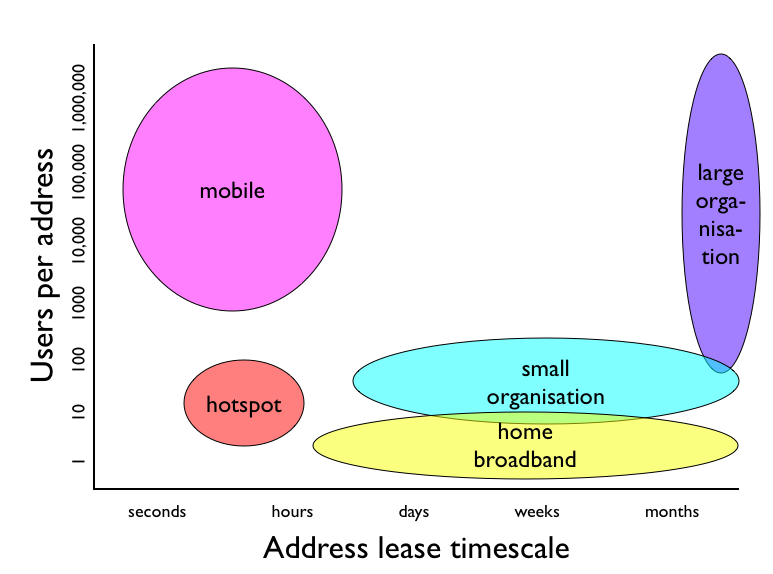 Users per address
1,000,000
100,000
10,000
1000
100
10
1
mobile
large
orga-
nisa-
tion
hotspot
small
organisation
home
broadband
seconds hours days weeks months
Address lease timescale